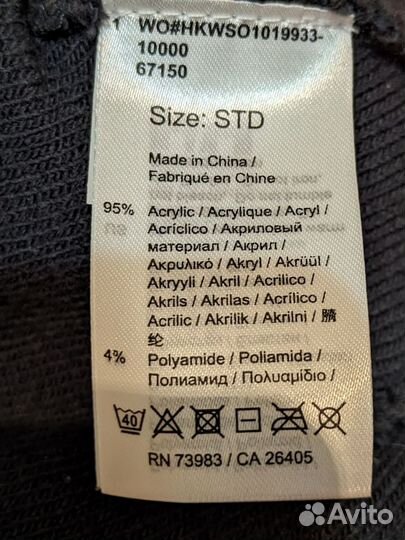 1 WO#HKWSO1019933-
10000
67150
Size: STD
Made in China /
Fabriqué en Chine
95% Acrylic / Acrylique / Acryl /
Acríclico / Акриловый
материал / Акрил /
Ακρυλικό / Akryl / Akrüül /
Akryyli / Akril / Acrilico /
Akrils / Akrilas / Acrílico /
Acrilic / Akrilik / Akrilni / 腈
纶
4% Polyamide / Poliamida /
Полиамид / Πολυαμίδιο /
40
RN 73983 / CA 26405
Avito